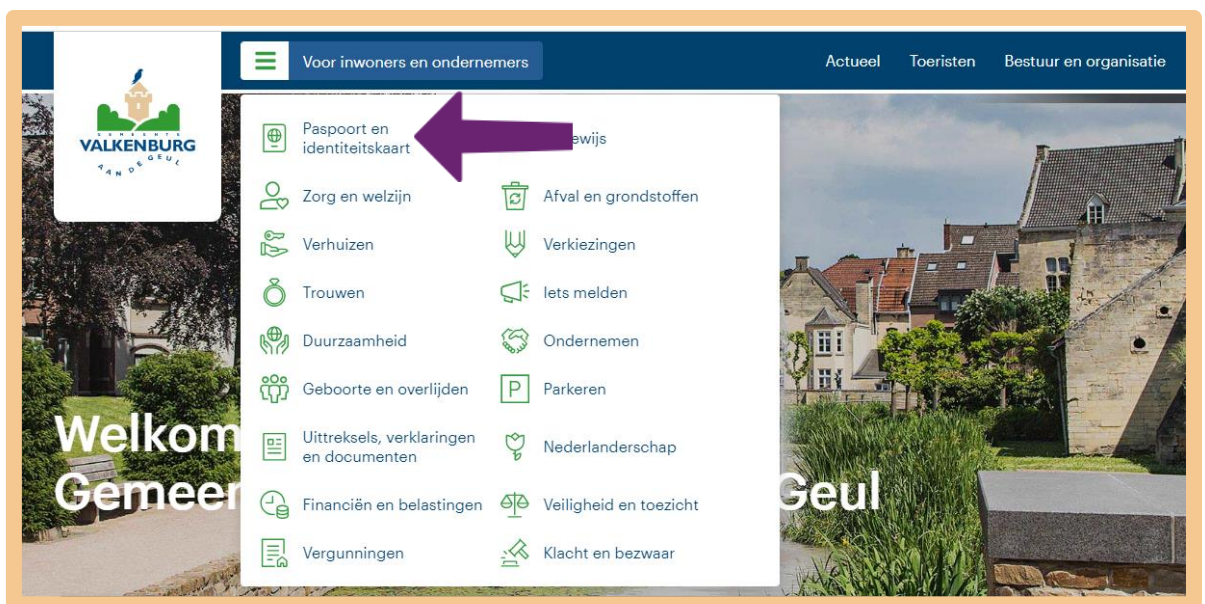 Voor inwoners en ondernemers
Actueel
Toeristen
Bestuur en organisatie
GEMEENTE
VALKENBURG
AAN DE GEUL
Paspoort en
identiteitskaart
Zorg en welzijn
Afval en grondstoffen
Verhuizen
Verkiezingen
Trouwen
Iets melden
Duurzaamheid
Ondernemen
Geboorte en overlijden
P
Parkeren
Uittreksels, verklaringen
en documenten
Nederlanderschap
Financiën en belastingen
Veiligheid en toezicht
Vergunningen
Klacht en bezwaar
Welkom
Geul